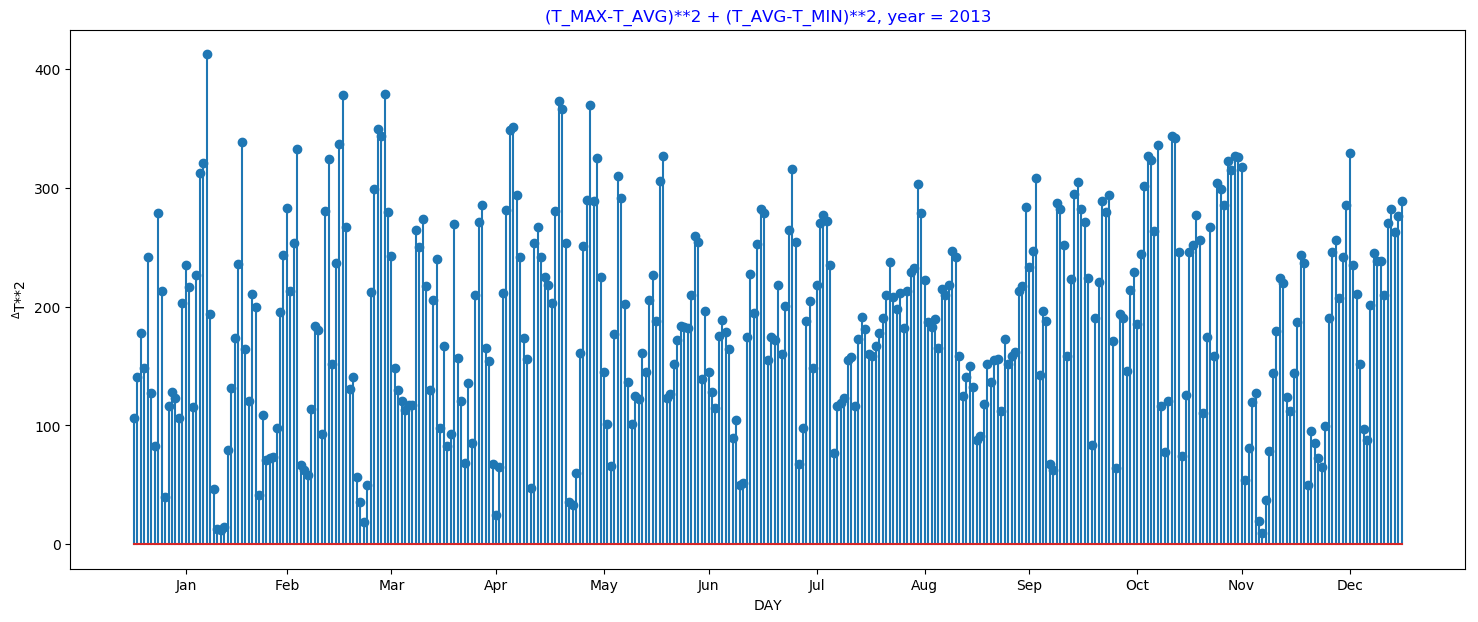 (T_MAX-T_AVG)**2 + (T_AVG-T_MIN)**2, year = 2013
ΔT**2
400
300
200
100
0
Jan Feb Mar Apr May Jun Jul Aug Sep Oct Nov Dec
DAY